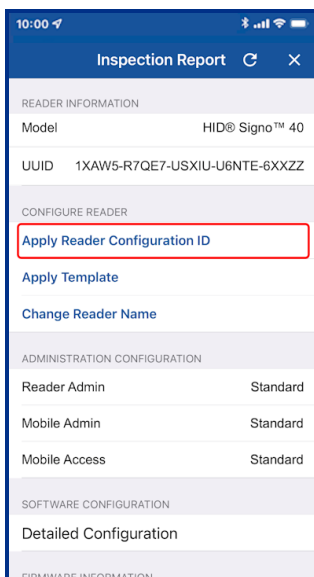 10:00
Inspection Report
READER INFORMATION
Model HID® Signo™ 40
UUID 1XAW5-R7QE7-USXIU-U6NTE-6XXZZ
CONFIGURE READER
Apply Reader Configuration ID
Apply Template
Change Reader Name
ADMINISTRATION CONFIGURATION
Reader Admin Standard
Mobile Admin Standard
Mobile Access Standard
SOFTWARE CONFIGURATION
Detailed Configuration
FIRMWARE INFORMATION